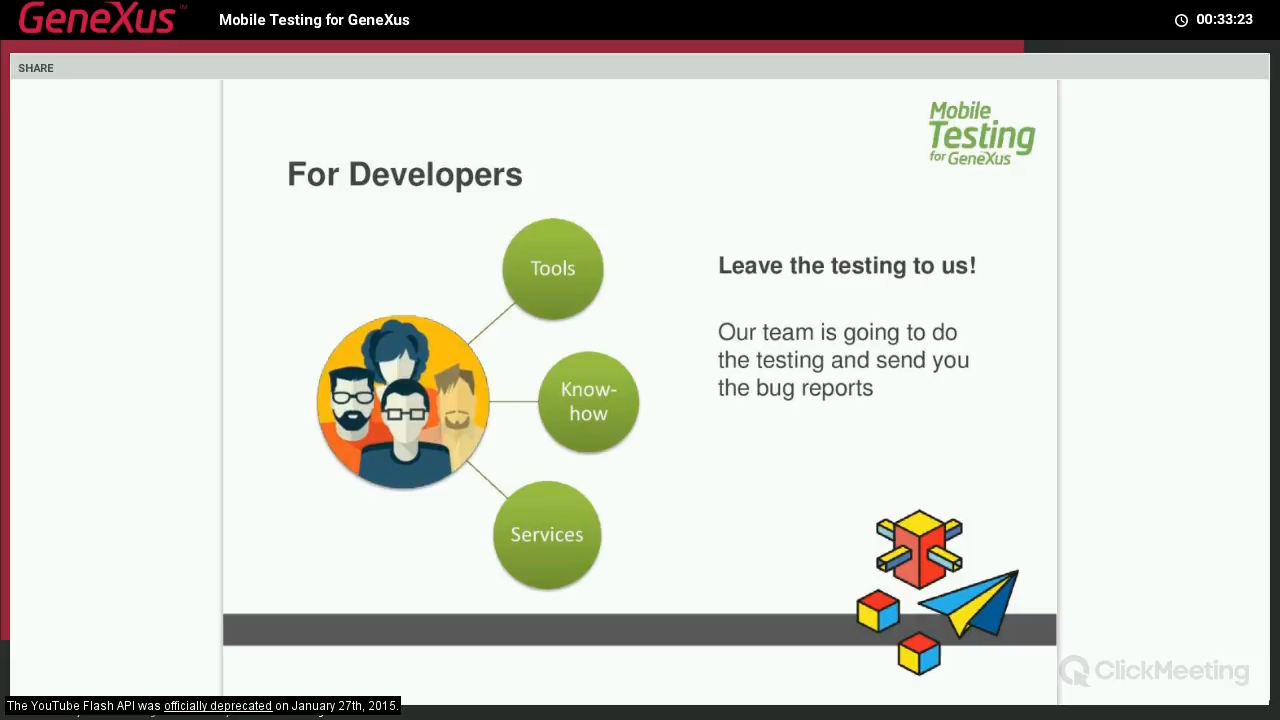 GeneXus™
Mobile Testing for GeneXus
00:33:23
SHARE
Mobile
Testing
for GeneXus
For Developers
Tools
Know-
how
Services
Leave the testing to us!
Our team is going to do
the testing and send you
the bug reports
ClickMeeting
The YouTube Flash API was officially deprecated on January 27th, 2015.